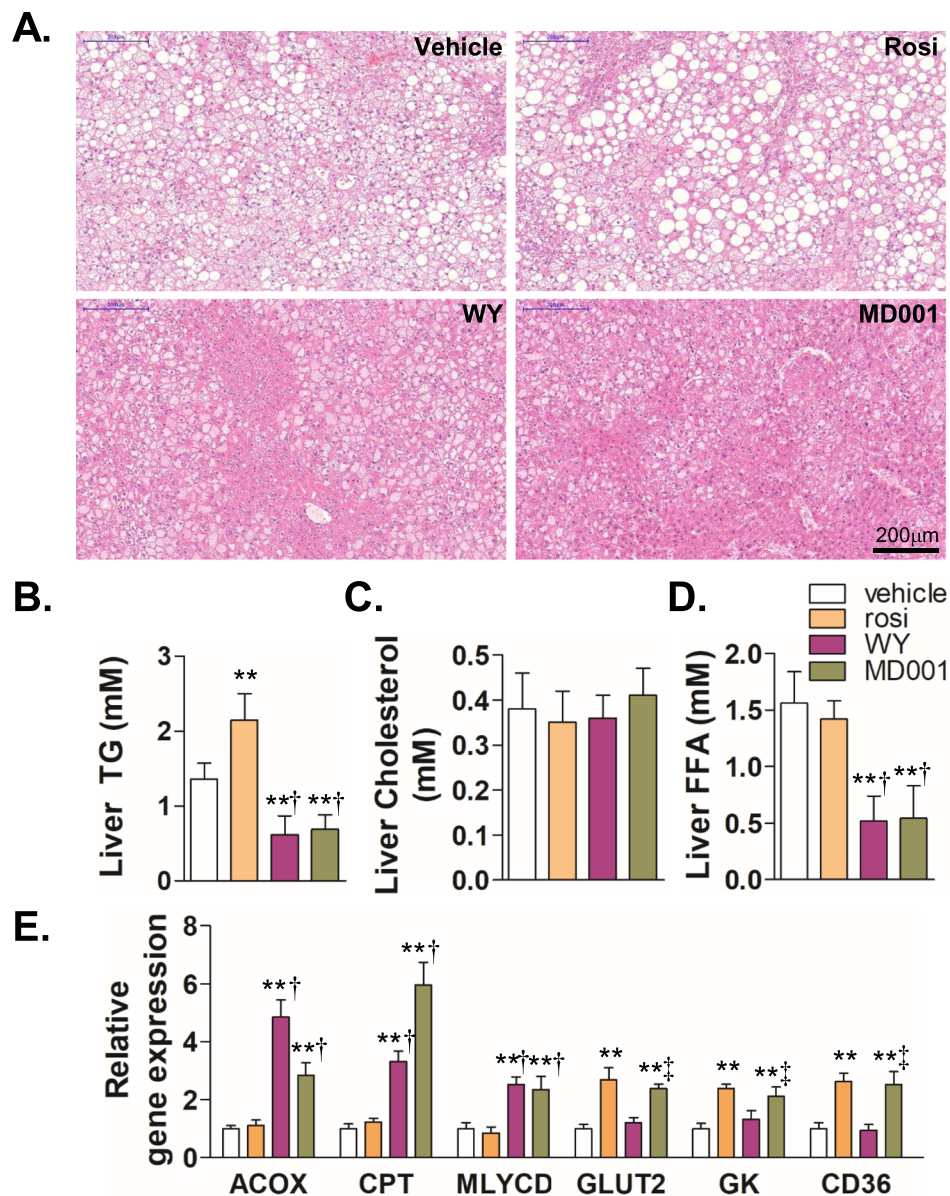 A.
Vehicle
Rosi
WY
MD001
200μm
B.
C.
D.
vehicle
rosi
WY
MD001
Liver TG (mM)
3
2
1
0
**
**†
**†
Liver Cholesterol
(mM)
0.5
0.4
0.3
0.2
0.1
0.0
Liver FFA (mM)
2.0
1.5
1.0
0.5
0.0
**†
**†
E.
Relative
gene expression
8
6
4
2
0
**†
**†
**†
**†
**†
**†
**
**‡
**
**‡
**
**‡
ACOX
CPT
MLYCD
GLUT2
GK
CD36